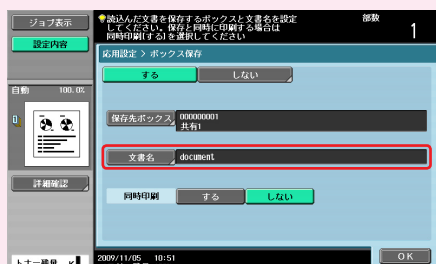 ジョブ表示
設定内容
読込んだ文書を保存するボックスと文書名を設定
してください。保存と同時に印刷する場合は
同時印刷[する]を選択してください
部数
1
応用設定 > ボックス保存
する
しない
自動 100.0%
保存先ボックス
000000001
共有1
文書名
document
詳細確認
同時印刷
する
しない
トナー残量 K
2009/11/05 10:51
OK